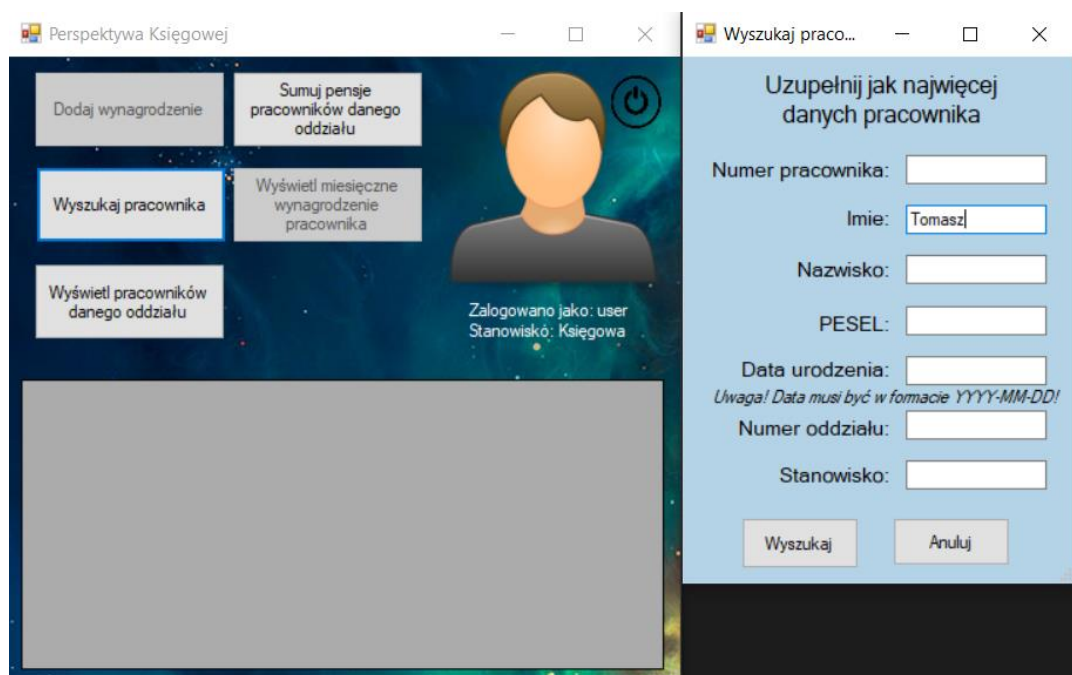 Perspektywa Księgowej
Dodaj wynagrodzenie
Sumuj pensje
pracowników danego
oddziału
Wyszukaj pracownika
Wyświetl miesięczne
wynagrodzenie
pracownika
Wyświetl pracowników
danego oddziału
Zalogowano jako: user
Stanowisko: Księgowa
Wyszukaj praco...
Uzupełnij jak najwięcej
danych pracownika
Numer pracownika:
Imie: Tomasz
Nazwisko:
PESEL:
Data urodzenia:
Uwaga! Data musi być w formacie YYYY-MM-DD!
Numer oddziału:
Stanowisko:
Wyszukaj Anuluj